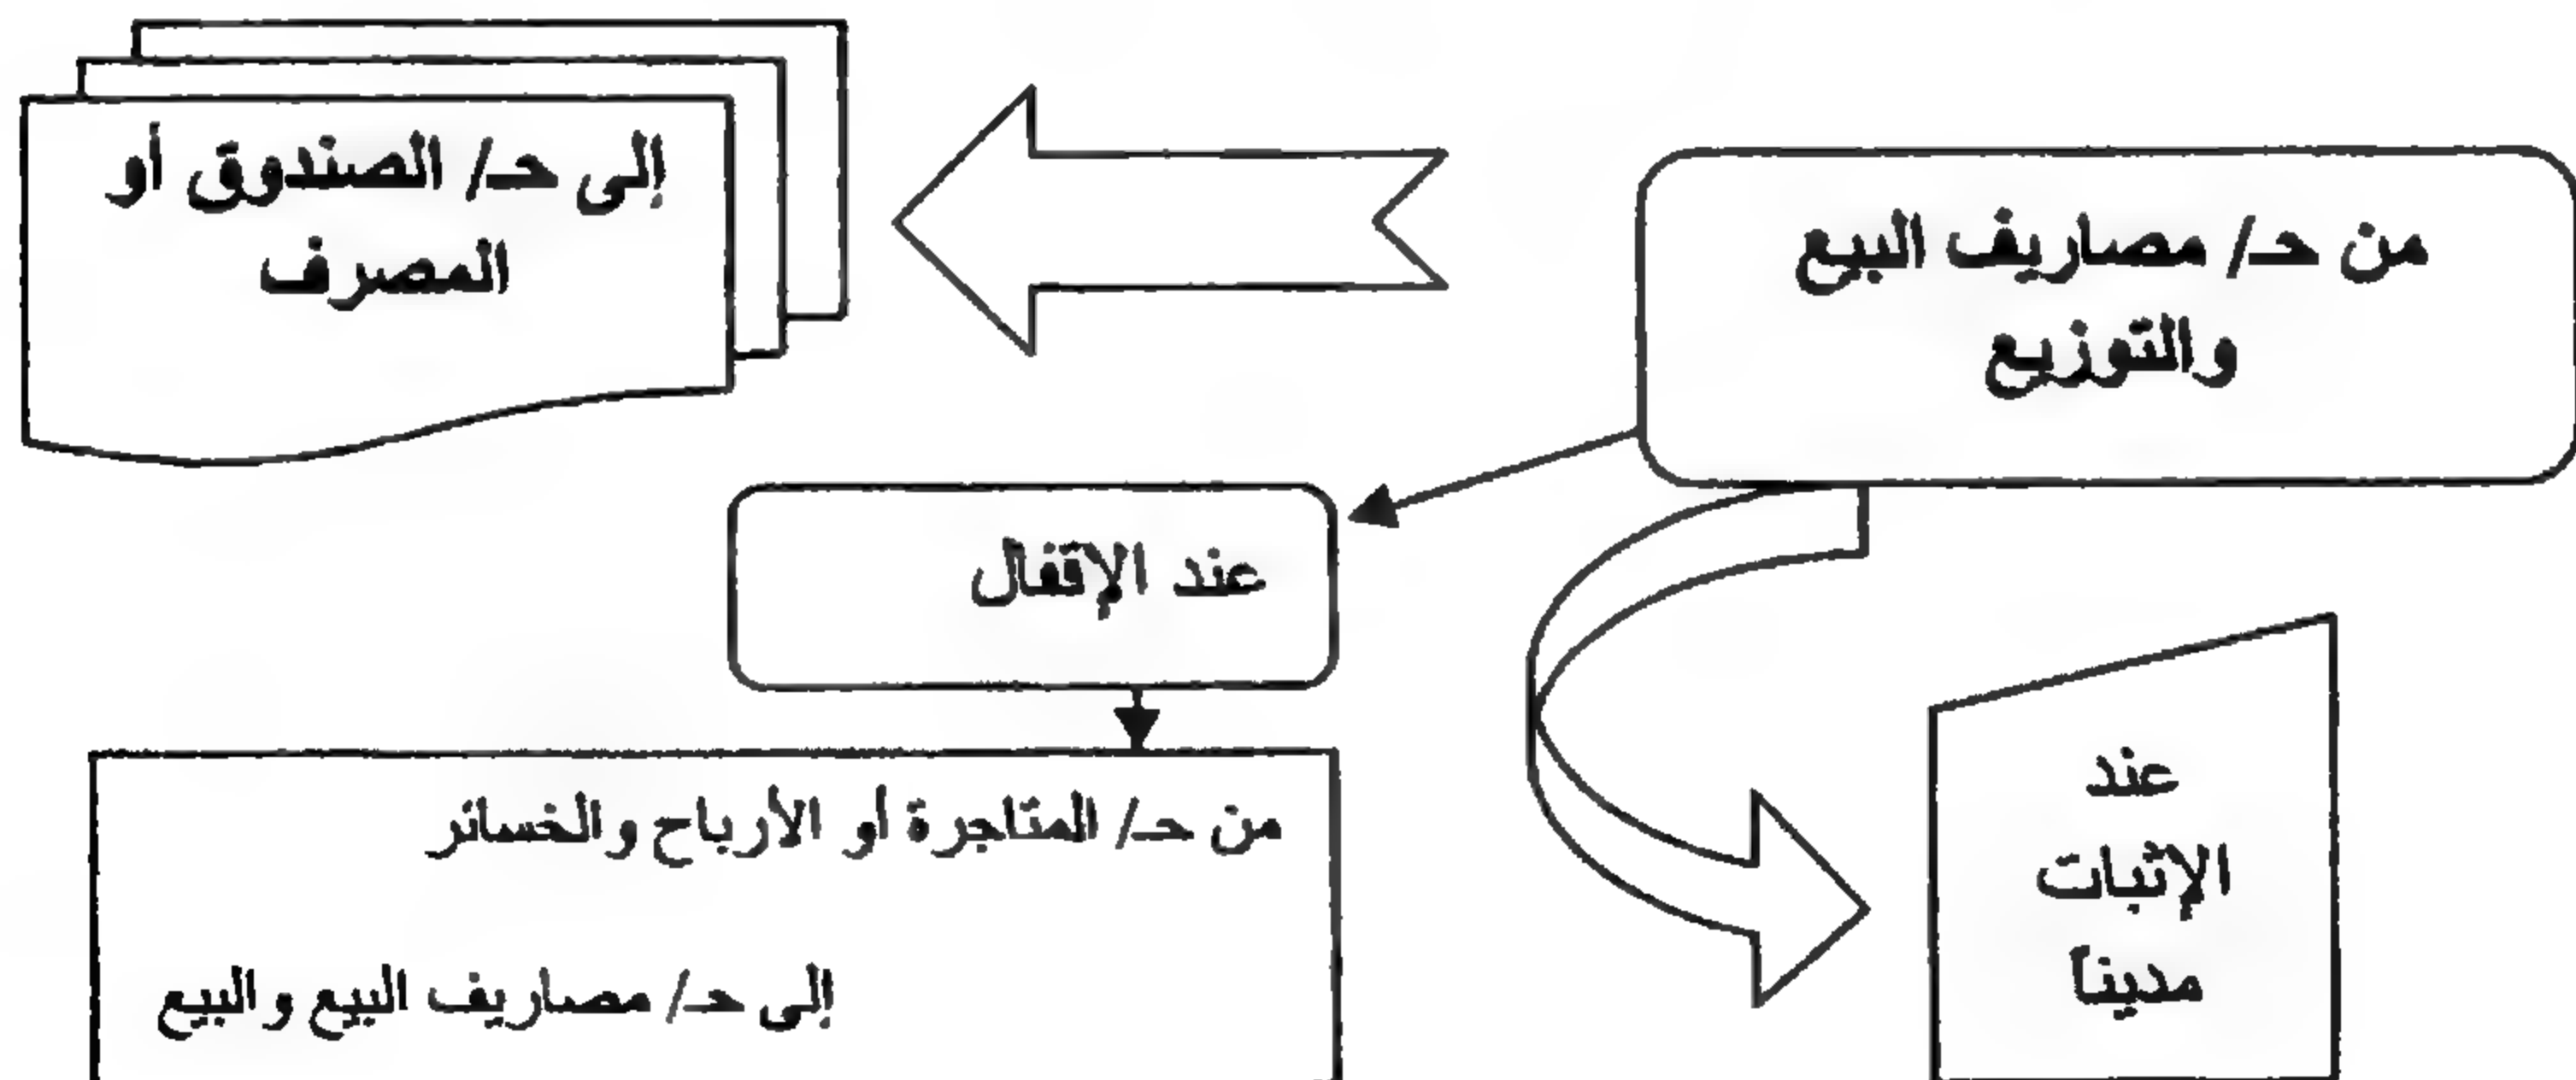 من حـ/ مصاريف البيع
والتوزيع
إلى حـ/ الصندوق أو
المصرف
عند الإقفال
من حـ/ المتاجرة أو الأرباح والخسائر
إلى حـ/ مصاريف البيع والبيع
عند
الإثبات
مديناً